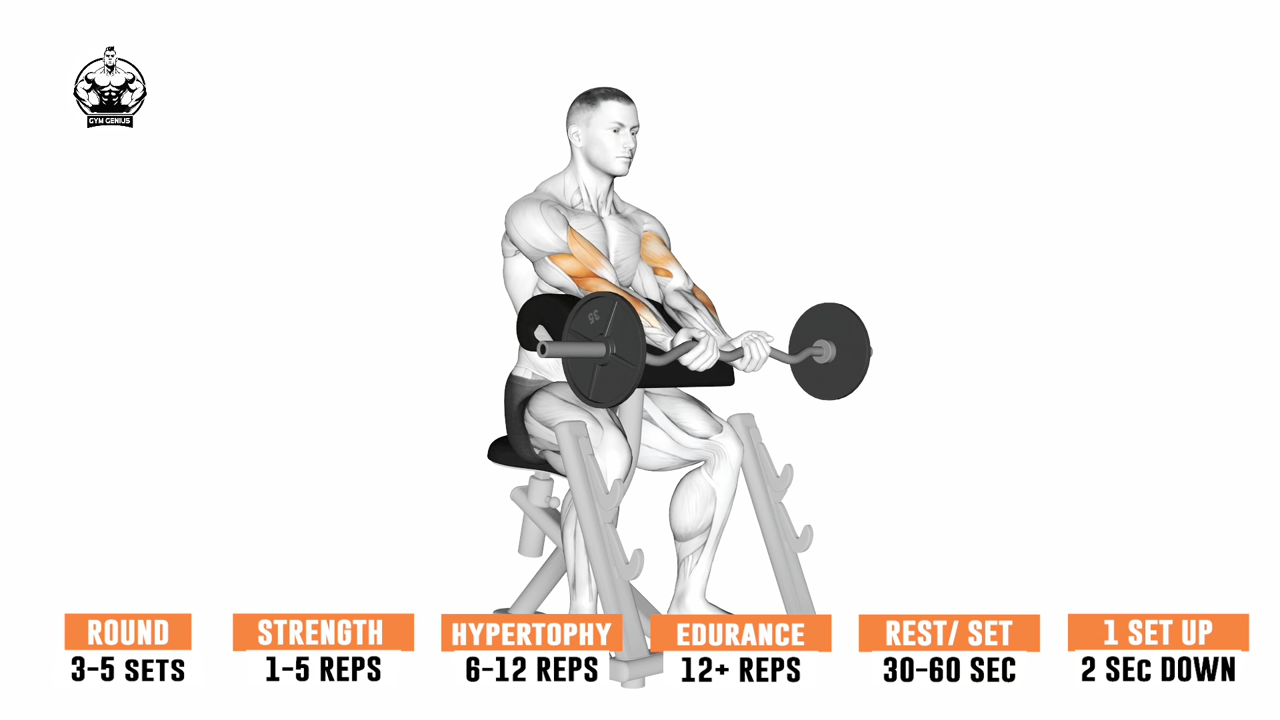 GYM GENIUS
35
ROUND
3-5 SETS
STRENGTH
1-5 REPS
HYPERTOPHY
6-12 REPS
EDURANCE
12+ REPS
REST/ SET
30-60 SEC
1 SET UP
2 SEc DOWN